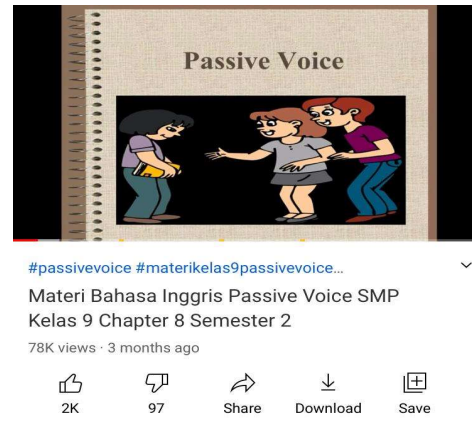 Passive Voice
#passivevoice #materikelas9passivevoice...
Materi Bahasa Inggris Passive Voice SMP
Kelas 9 Chapter 8 Semester 2
78K views · 3 months ago
2K 97 Share Download Save